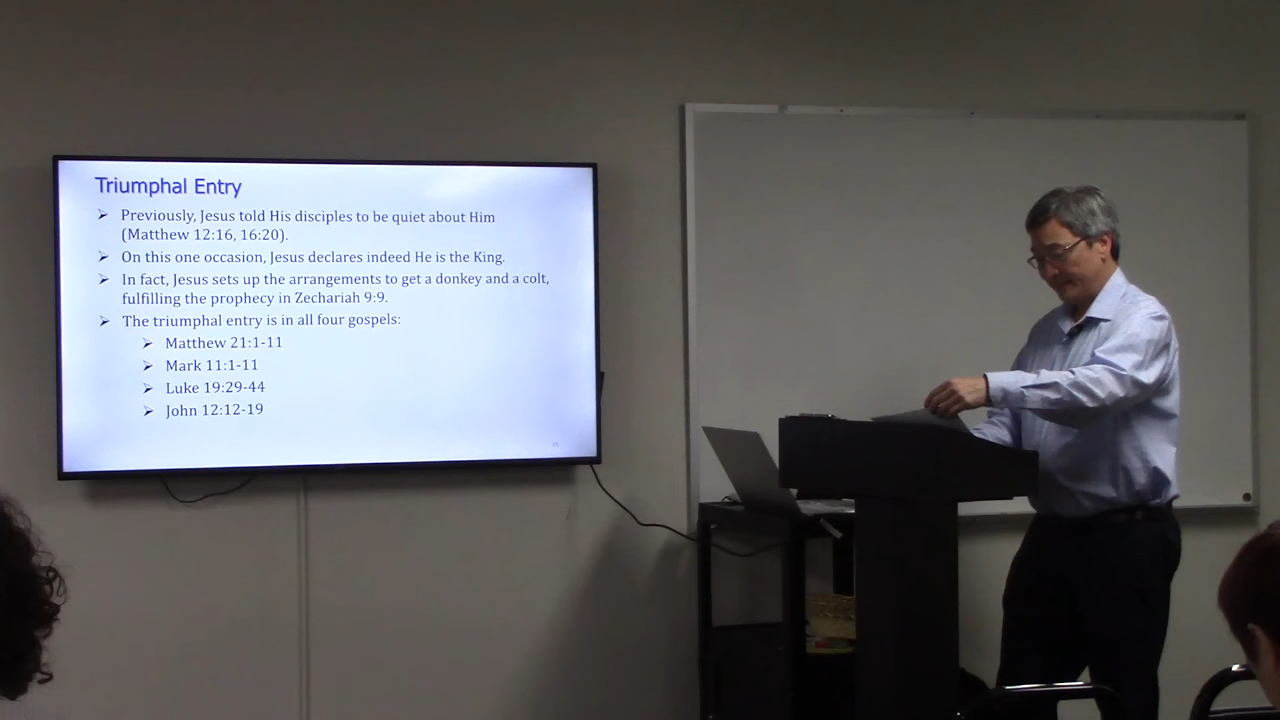 Triumphal Entry
➢ Previously, Jesus told His disciples to be quiet about Him
(Matthew 12:16, 16:20).
➢ On this one occasion, Jesus declares indeed He is the King.
➢ In fact, Jesus sets up the arrangements to get a donkey and a colt,
fulfilling the prophecy in Zechariah 9:9.
➢ The triumphal entry is in all four gospels:
➢ Matthew 21:1-11
➢ Mark 11:1-11
➢ Luke 19:29-44
➢ John 12:12-19